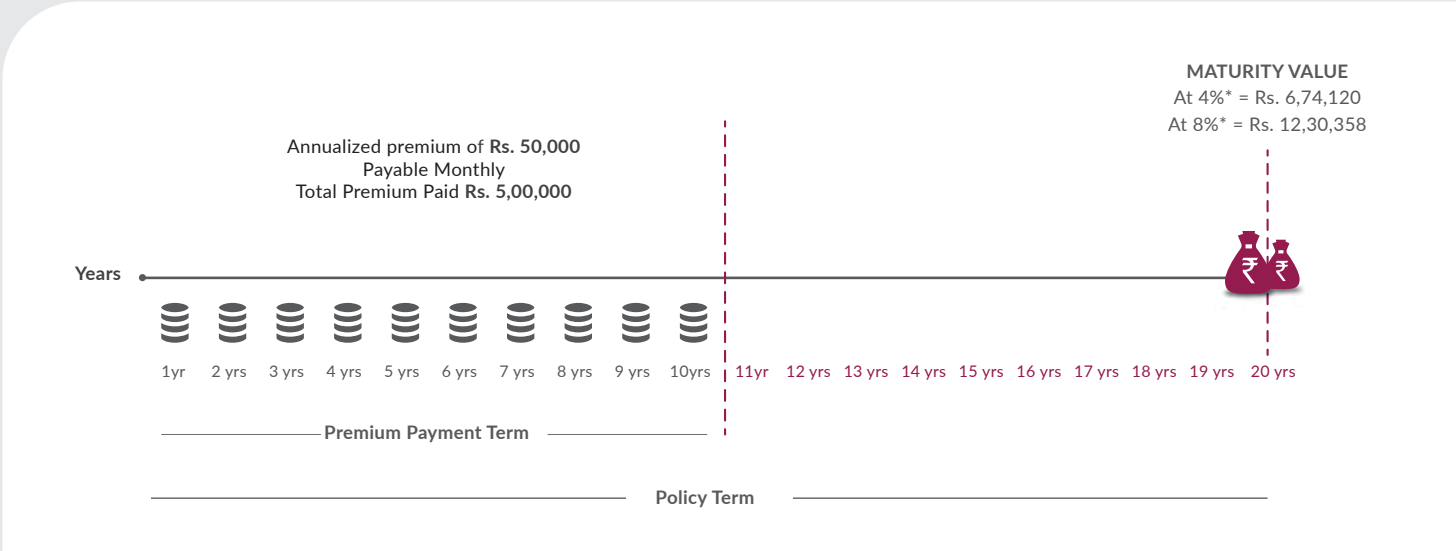 MATURITY VALUE
At 4%* = Rs. 6,74,120
At 8%* = Rs. 12,30,358
Annualized premium of Rs. 50,000
Payable Monthly
Total Premium Paid Rs. 5,00,000
Years
₹ ₹
1yr 2 yrs 3 yrs 4 yrs 5 yrs 6 yrs 7 yrs 8 yrs 9 yrs 10yrs 11yr 12 yrs 13 yrs 14 yrs 15 yrs 16 yrs 17 yrs 18 yrs 19 yrs 20 yrs
Premium Payment Term
Policy Term